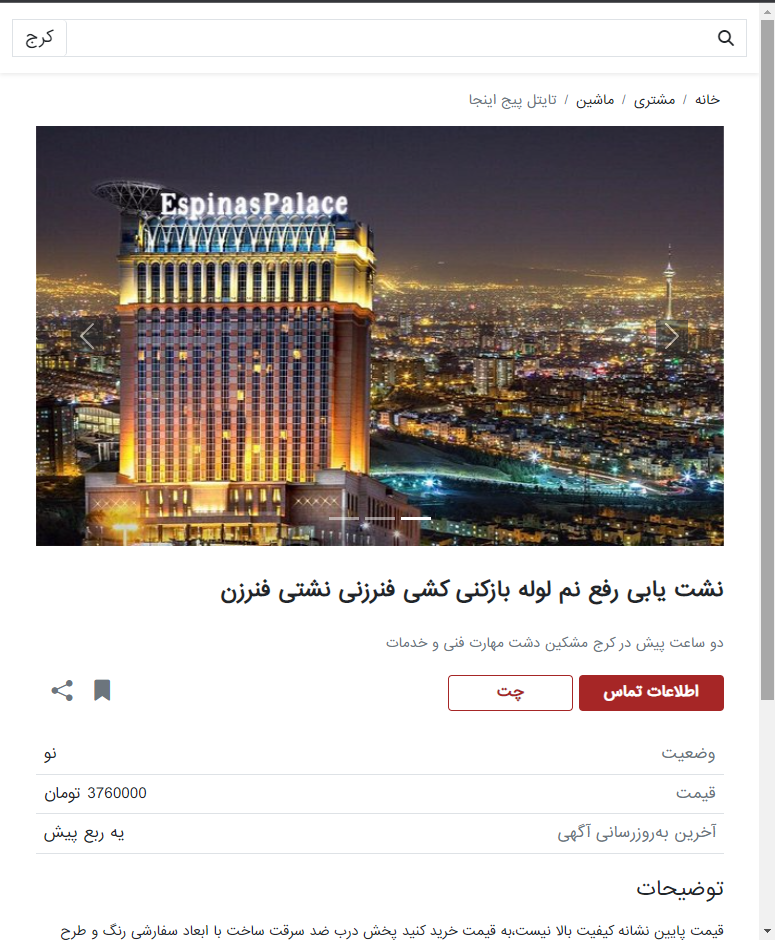 کرج
خانه / مشتری / ماشین / تایتل پیج اینجا
EspinasPalace
نشت یابی رفع نم لوله بازکنی کشی فنرزنی نشتی فنرزن
دو ساعت پیش در کرج مشکین دشت مهارت فنی و خدمات
اطلاعات تماس
چت
وضعیت نو
قیمت 3760000 تومان
آخرین به‌روزرسانی آگهی یه ربع پیش
توضیحات
قیمت پایین نشانه کیفیت بالا نیست،به قیمت خرید کنید پخش درب ضد سرقت ساخت با ابعاد سفارشی رنگ و طرح